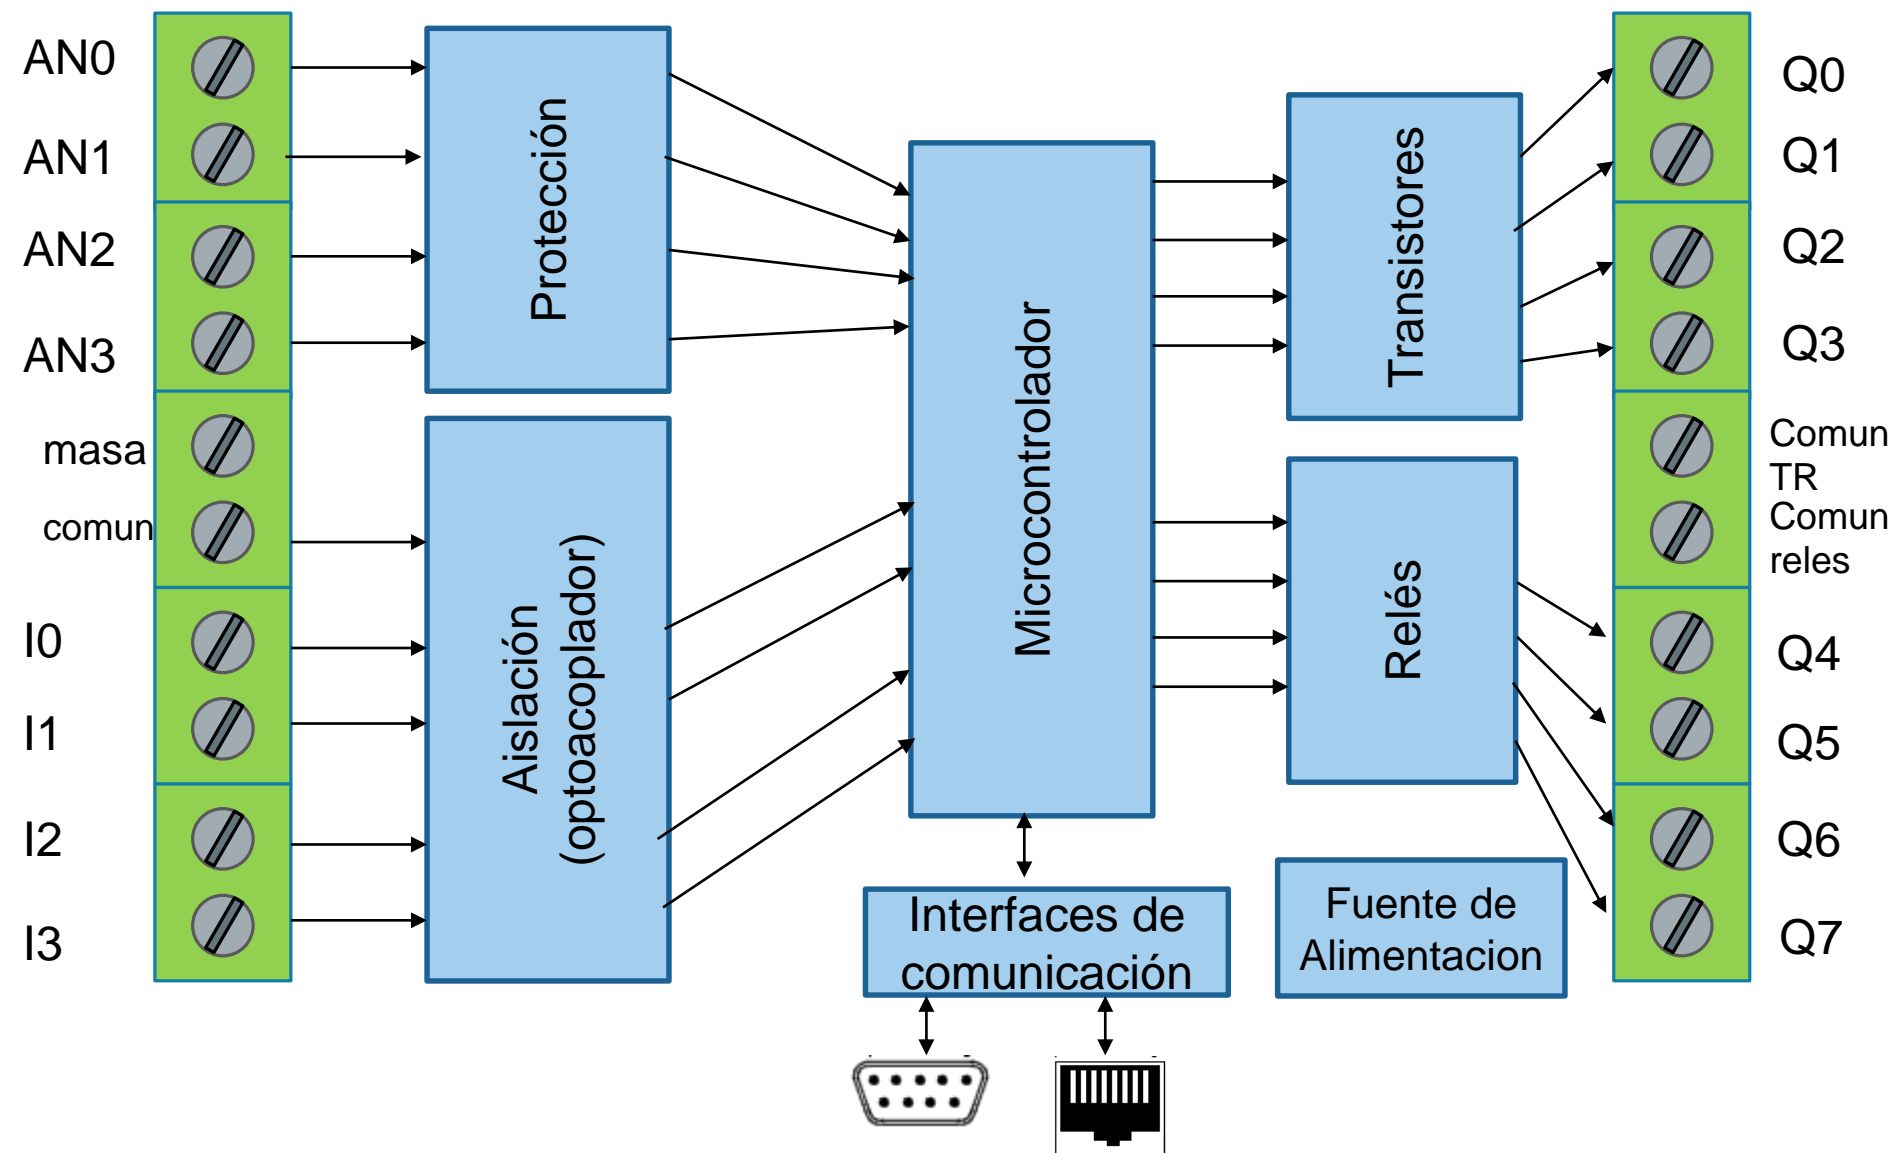 AN0
AN1
AN2
AN3
masa
comun
I0
I1
I2
I3
Protección
Aislación
(optoacoplador)
Microcontrolador
Interfaces de
comunicación
Transistores
Relés
Fuente de
Alimentacion
Q0
Q1
Q2
Q3
Comun
TR
Comun
reles
Q4
Q5
Q6
Q7